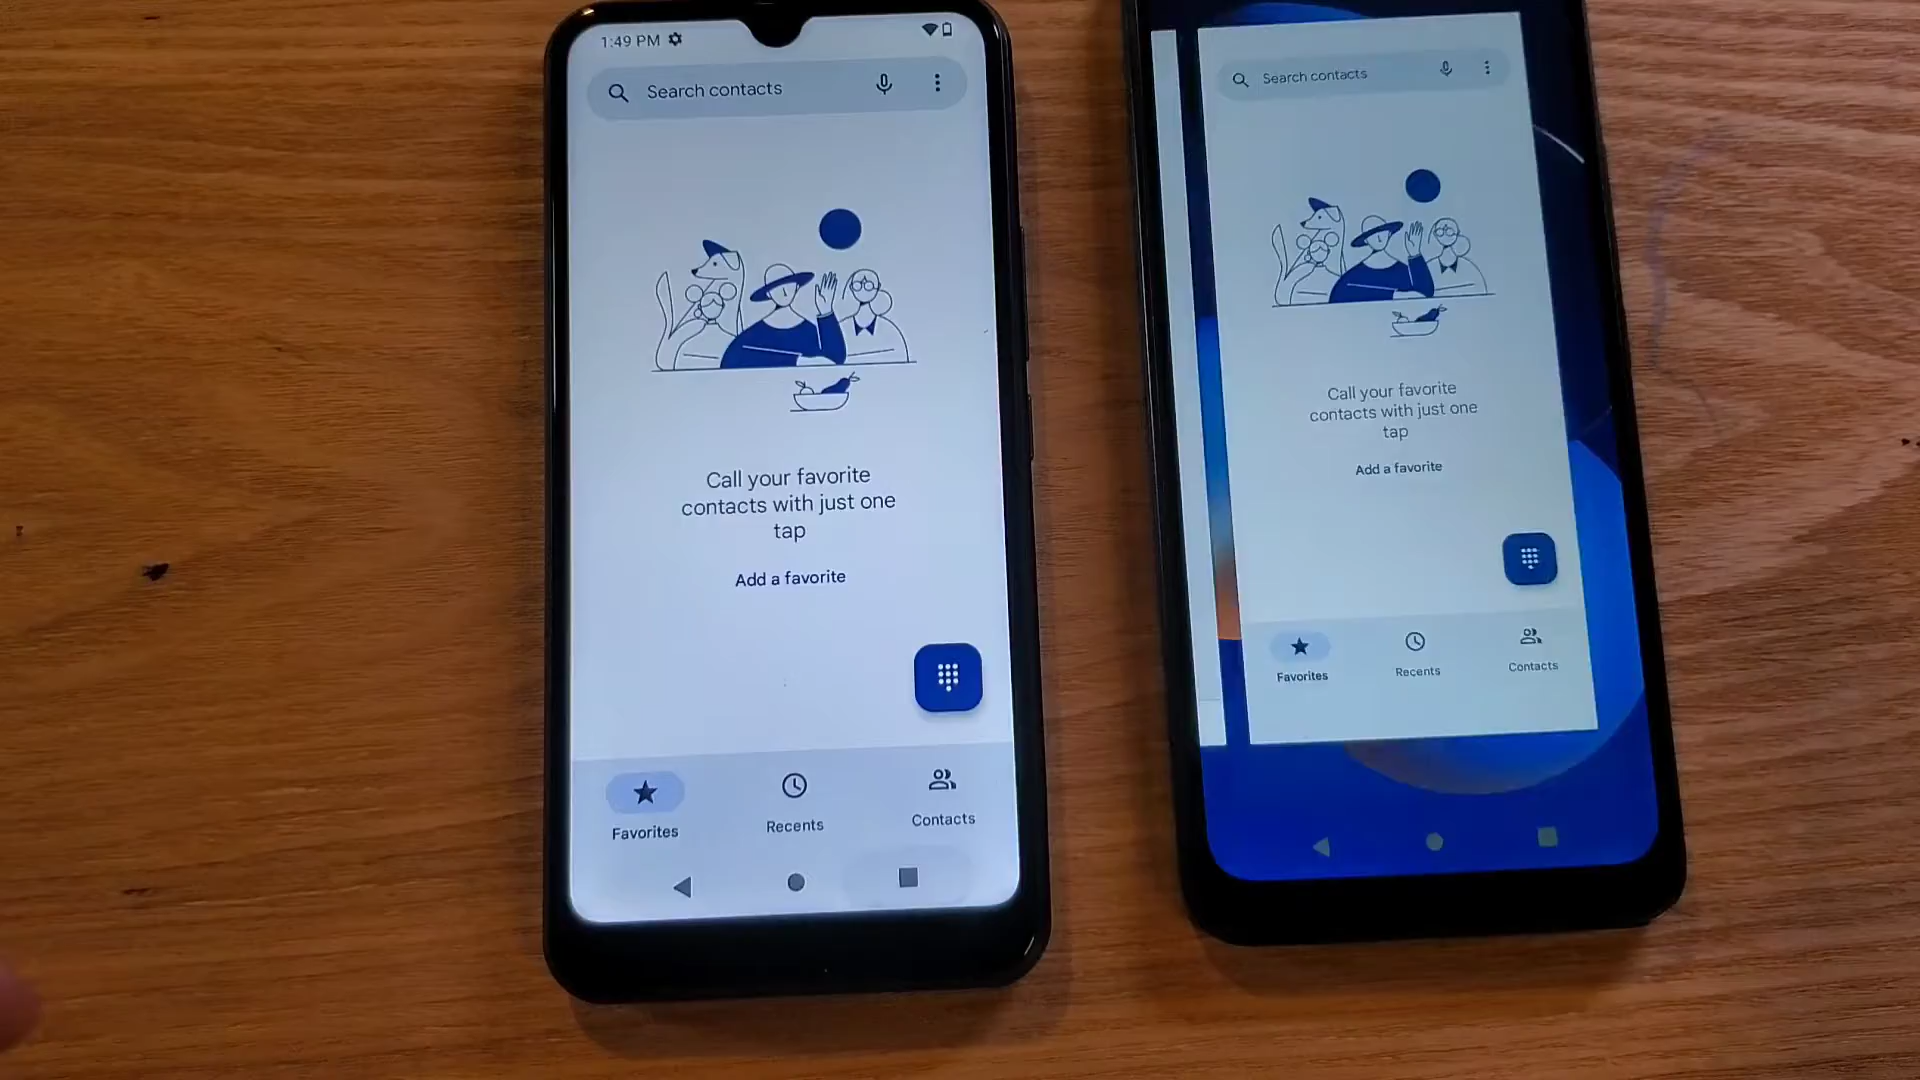 1:49 PM
Search contacts
Call your favorite
contacts with just one
tap
Add a favorite
Favorites
Recents
Contacts
Search contacts
Call your favorite
contacts with just one
tap
Add a favorite
Favorites
Recents
Contacts